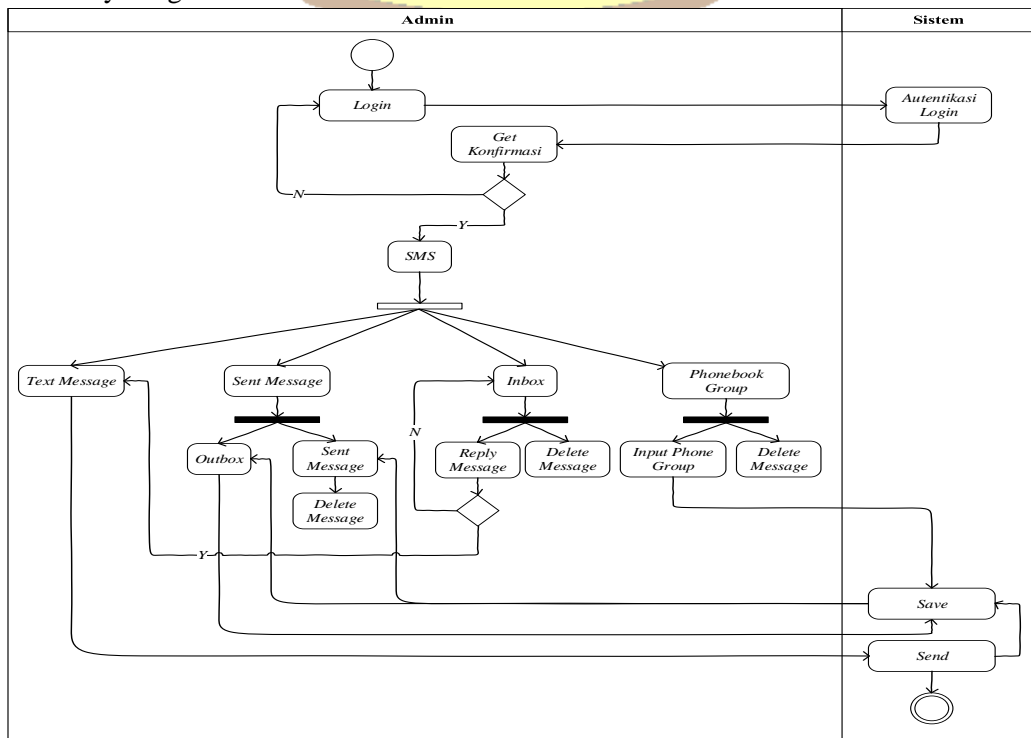 Admin
Sistem
Login
Autentikasi
Login
Get
Konfirmasi
N
Y
SMS
Text Message
Sent Message
Inbox
Phonebook
Group
N
Outbox
Sent
Message
Reply
Message
Delete
Message
Input Phone
Group
Delete
Message
Delete
Message
Y
Save
Send